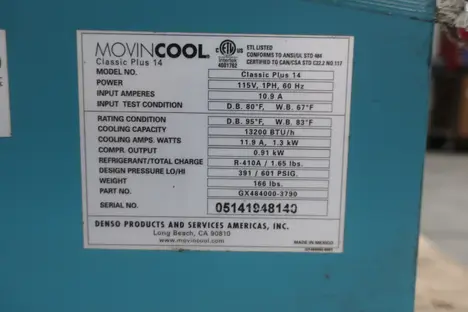 MOVINCOOL®
Classic Plus 14
ETL LISTED
CONFORMS TO ANSI/UL STD 484
CERTIFIED TO CAN/CSA STD C22.2 NO.117
Intertek
4001762
MODEL NO. Classic Plus 14
POWER 115V, 1PH, 60 Hz
INPUT AMPERES 10.9 A
INPUT TEST CONDITION D.B. 80°F, W.B. 67°F
RATING CONDITION D.B. 95°F, W.B. 83°F
COOLING CAPACITY 13200 BTU/h
COOLING AMPS. WATTS 11.9 A, 1.3 kW
COMPR. OUTPUT 0.91 kW
REFRIGERANT/TOTAL CHARGE R-410A / 1.65 lbs.
DESIGN PRESSURE LO/HI 391 / 601 PSIG.
WEIGHT 166 lbs.
PART NO. GX484000-3790
SERIAL NO. 05141948140
DENSO PRODUCTS AND SERVICES AMERICAS, INC.
Long Beach, CA 90810
www.movincool.com
MADE IN MEXICO